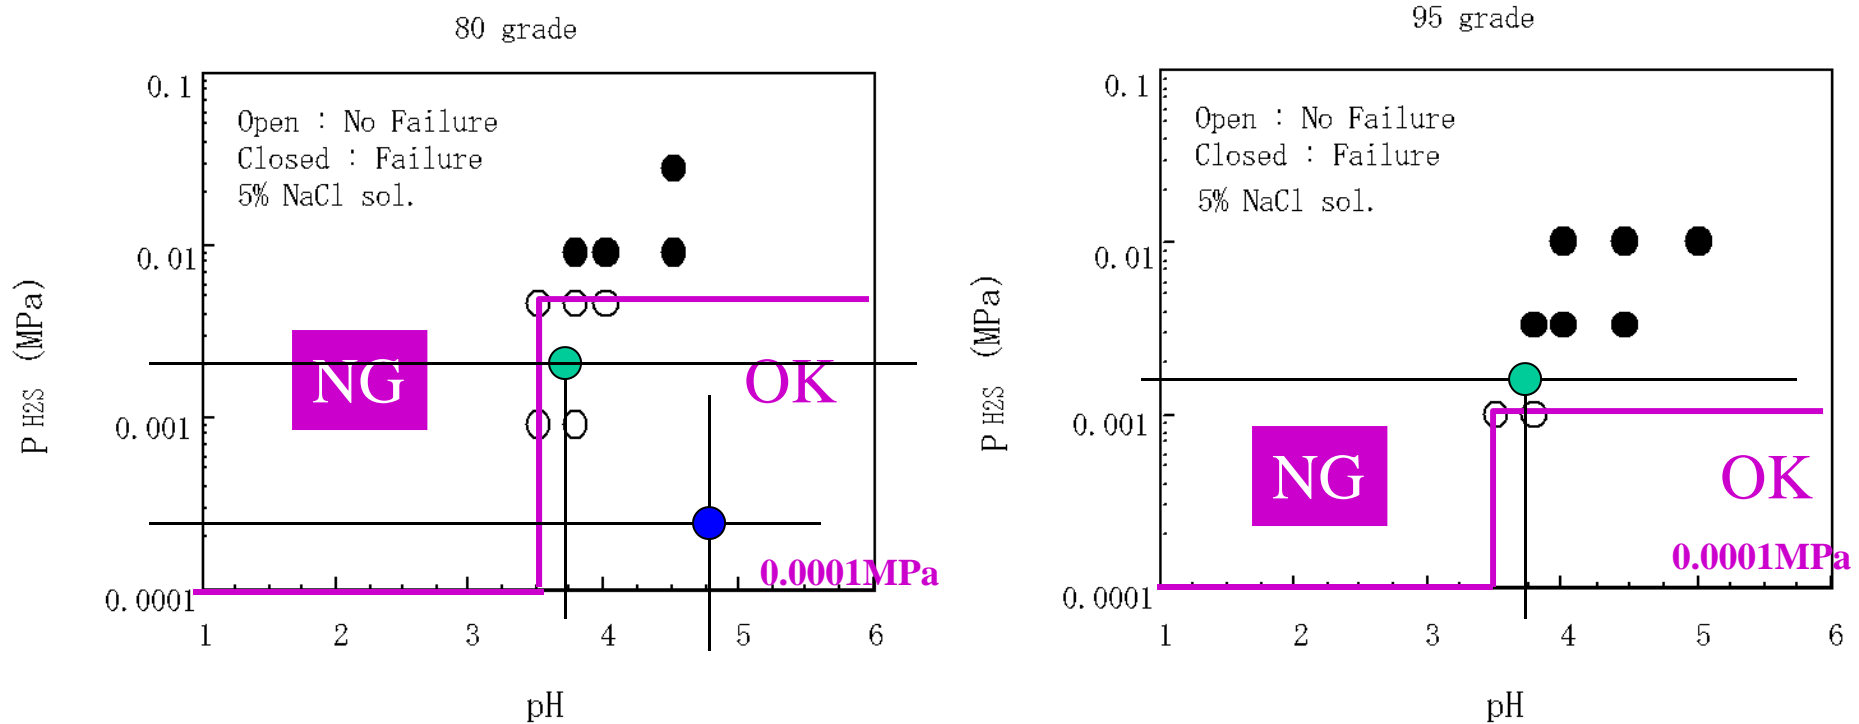 80 grade
0.1
0.01
0.001
0.0001
P H2S (MPa)
Open : No Failure
Closed : Failure
5% NaCl sol.
NG
OK
0.0001MPa
1 2 3 4 5 6
pH
95 grade
0.1
0.01
0.001
0.0001
P H2S (MPa)
Open : No Failure
Closed : Failure
5% NaCl sol.
NG
OK
0.0001MPa
1 2 3 4 5 6
pH